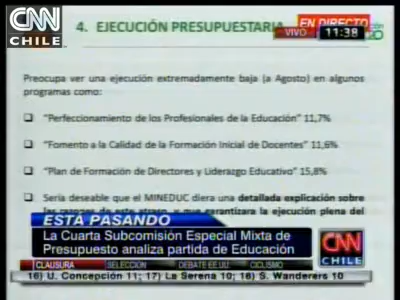 CNN
CHILE
4. EJECUCIÓN PRESUPUESTARIA
EN DIRECTO
VIVO
11:38
Preocupa ver una ejecución extremadamente baja (a Agosto) en algunos
programas como:
"Perfeccionamiento de los Profesionales de la Educación" 11,7%
"Fomento a la Calidad de la Formación Inicial de Docentes" 11,6%
"Plan de Formación de Directores y Liderazgo Educativo" 15,8%
Sería deseable que el MINEDUC diera una detallada explicación sobre
garantizara la ejecución plena del
ESTÁ PASANDO
La Cuarta Subcomisión Especial Mixta de
Presupuesto analiza partida de Educación
CNN
CHILE
CLAUSURA SELECCIÓN DEBATE EE.UU CICLISMO
16) U. Concepción 11; 17) La Serena 10; 18) S. Wanderers 10